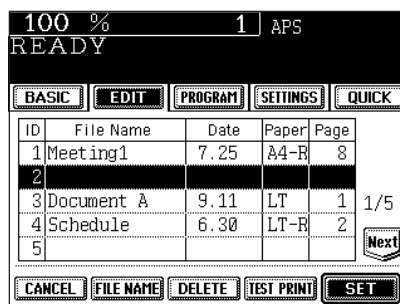 100 % 1 APS
READY
BASIC EDIT PROGRAM SETTINGS QUICK
ID File Name Date Paper Page
1 Meeting1 7.25 A4-R 8
2
3 Document A 9.11 LT 1 1/5
4 Schedule 6.30 LT-R 2
5 Next
CANCEL FILE NAME DELETE TEST PRINT SET